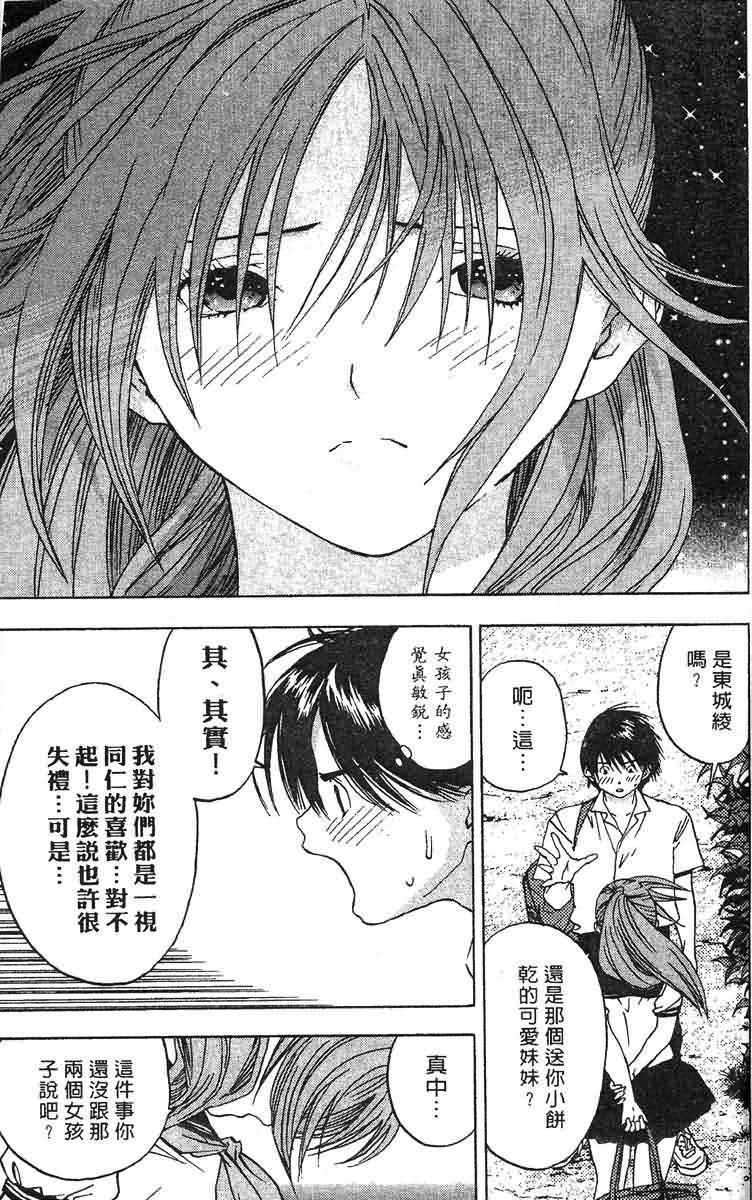 是東城綾
嗎？
呃…這…
還是那個送你小餅
乾的可愛妹妹？
女孩子的感
覺真敏銳…
其、其實！
我對妳們都是一視
同仁的喜歡…對不
起！這麼說也許很
失禮…可是…
真中…
這件事你
還沒跟那
兩個女孩
子說吧？